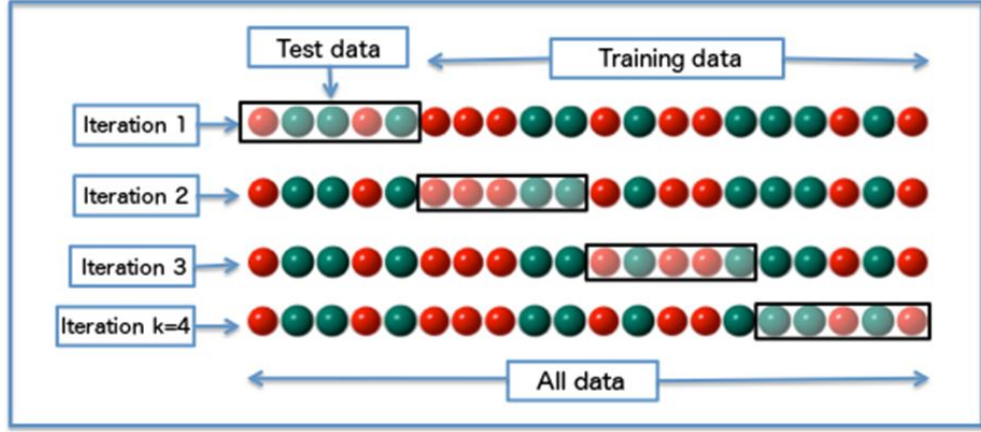 Test data
Training data
Iteration 1
Iteration 2
Iteration 3
Iteration k=4
All data